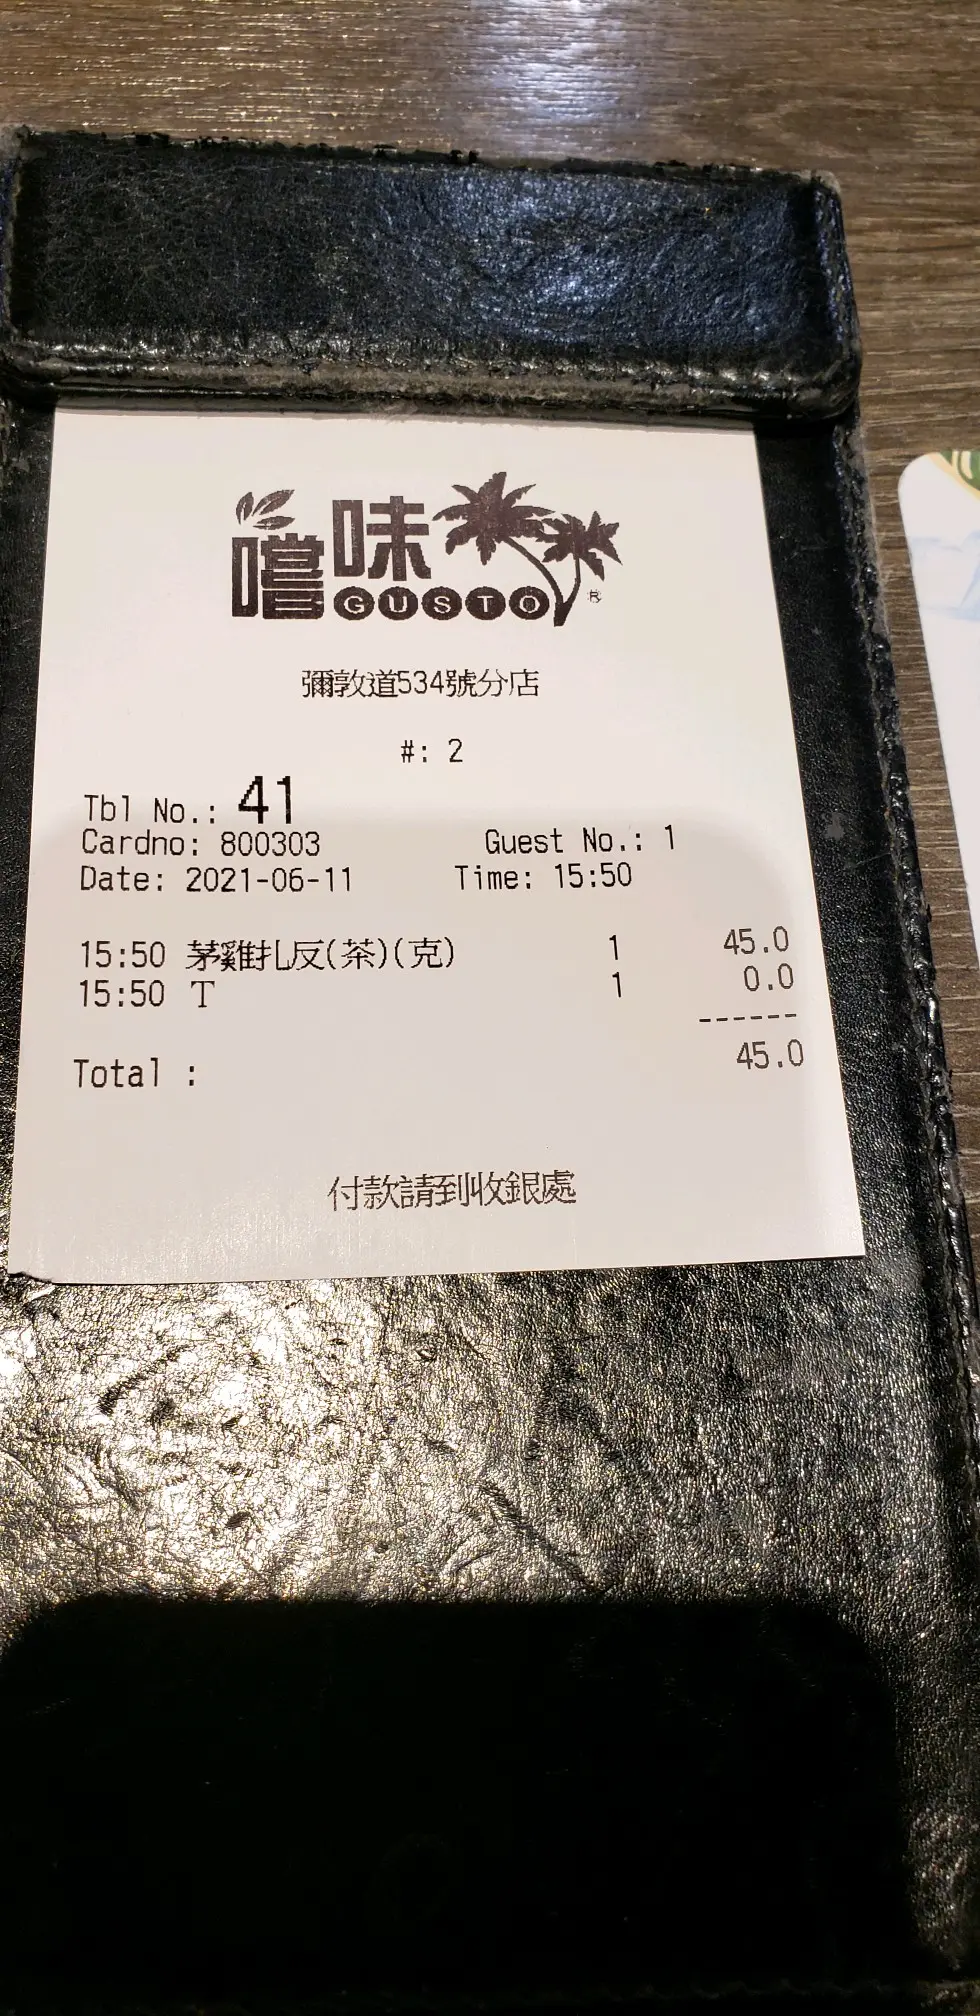 嚐味
GUSTO®
彌敦道534號分店
#: 2
Tbl No.: 41
Cardno: 800303 Guest No.: 1
Date: 2021-06-11 Time: 15:50
15:50 茅雞扎反(茶)(克) 1 45.0
15:50 T 1 0.0
------
Total : 45.0
付款請到收銀處